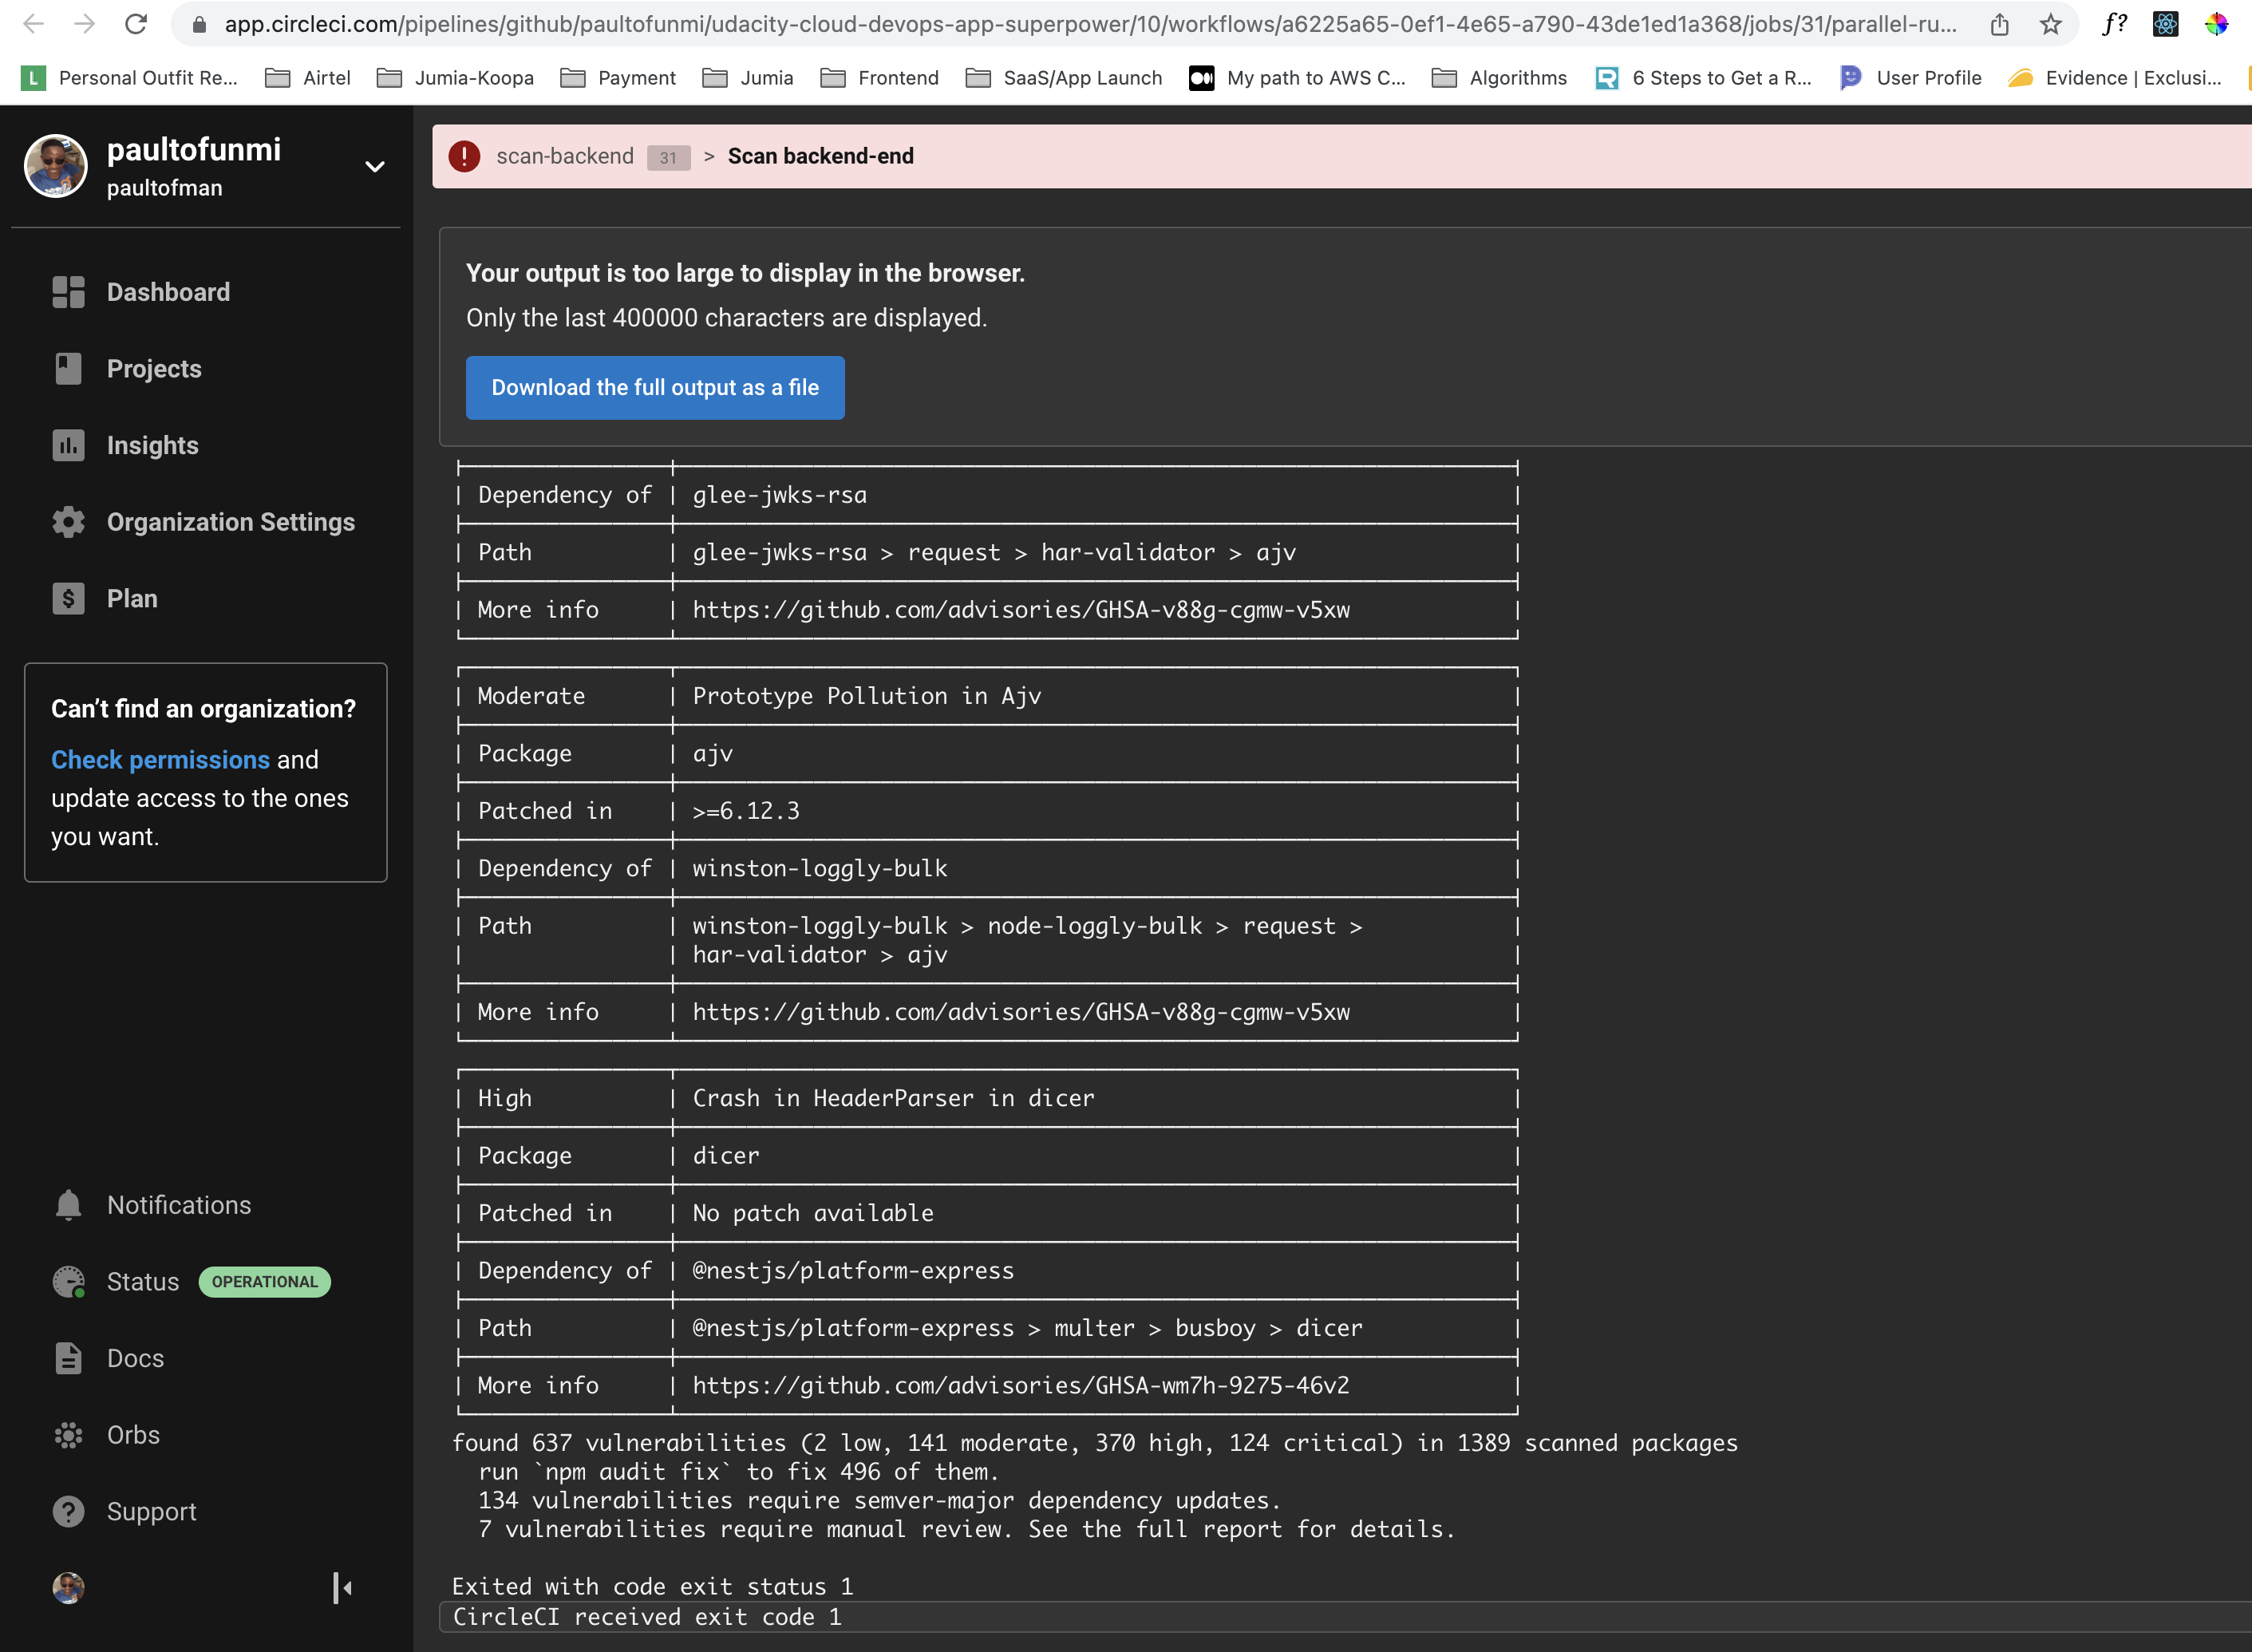 app.circleci.com/pipelines/github/paultofunmi/udacity-cloud-devops-app-superpower/10/workflows/a6225a65-0ef1-4e65-a790-43de1ed1a368/jobs/31/parallel-ru...
f?
L Personal Outfit Re... Airtel Jumia-Koopa Payment Jumia Frontend SaaS/App Launch My path to AWS C... Algorithms 6 Steps to Get a R... User Profile Evidence | Exclusi...
paultofunmi
paultofman
Dashboard
Projects
Insights
Organization Settings
Plan
Can’t find an organization?
Check permissions and
update access to the ones
you want.
Notifications
Status OPERATIONAL
Docs
Orbs
Support
scan-backend 31 > Scan backend-end
Your output is too large to display in the browser.
Only the last 400000 characters are displayed.
Download the full output as a file
| Dependency of | glee-jwks-rsa |
| Path | glee-jwks-rsa > request > har-validator > ajv |
| More info | https://github.com/advisories/GHSA-v88g-cgmw-v5xw |
| Moderate | Prototype Pollution in Ajv |
| Package | ajv |
| Patched in | >=6.12.3 |
| Dependency of | winston-loggly-bulk |
| Path | winston-loggly-bulk > node-loggly-bulk > request > |
| | har-validator > ajv |
| More info | https://github.com/advisories/GHSA-v88g-cgmw-v5xw |
| High | Crash in HeaderParser in dicer |
| Package | dicer |
| Patched in | No patch available |
| Dependency of | @nestjs/platform-express |
| Path | @nestjs/platform-express > multer > busboy > dicer |
| More info | https://github.com/advisories/GHSA-wm7h-9275-46v2 |
found 637 vulnerabilities (2 low, 141 moderate, 370 high, 124 critical) in 1389 scanned packages
run `npm audit fix` to fix 496 of them.
134 vulnerabilities require semver-major dependency updates.
7 vulnerabilities require manual review. See the full report for details.
Exited with code exit status 1
CircleCI received exit code 1